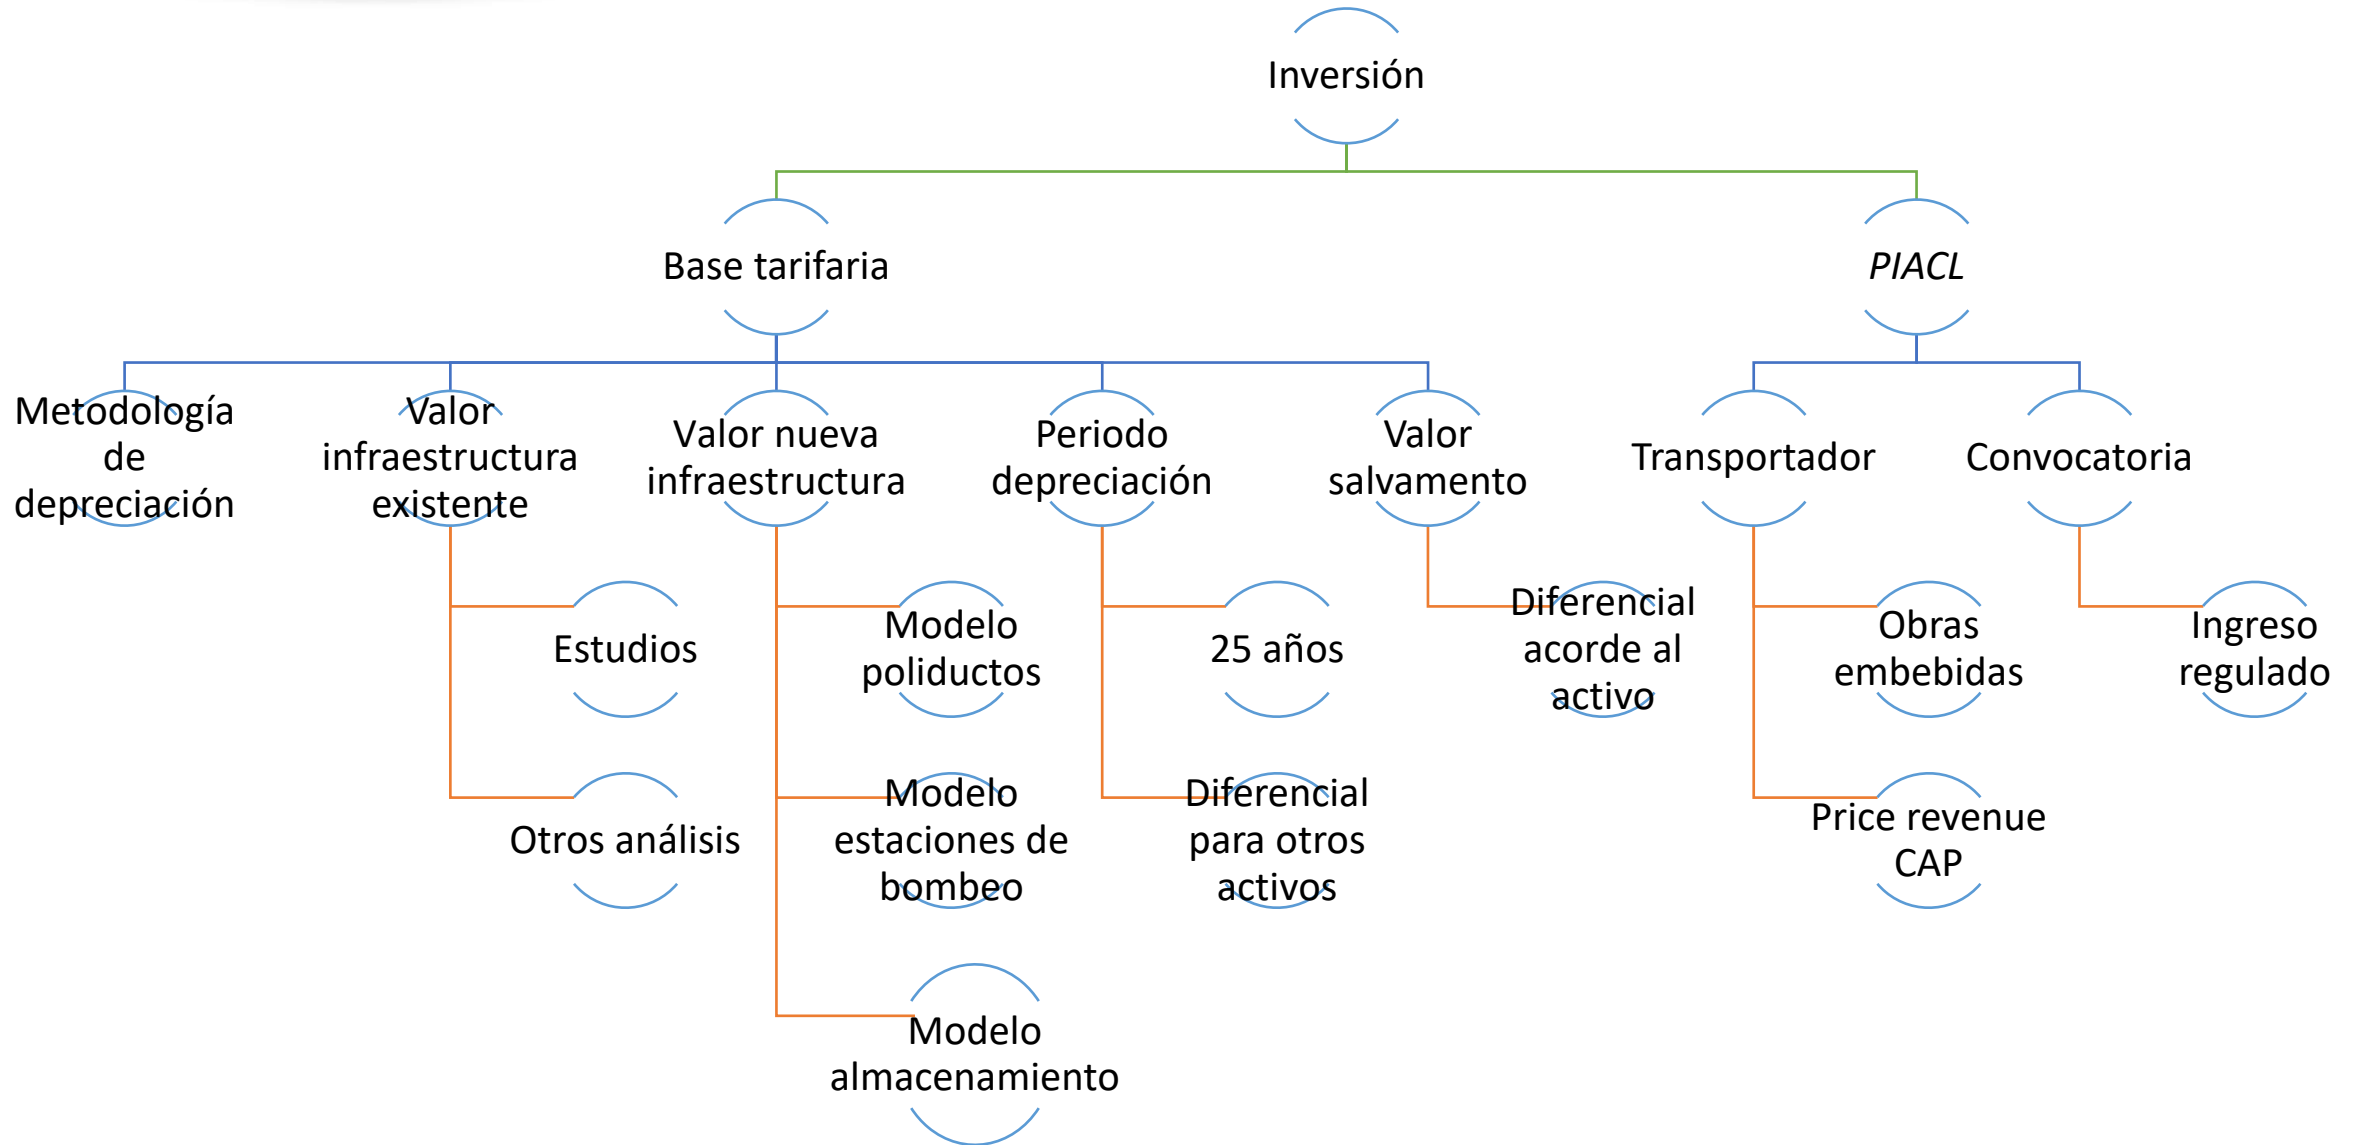 Inversión
Base tarifaria
PIACL
Metodología
de
depreciación
Valor
infraestructura
existente
Valor nueva
infraestructura
Periodo
depreciación
Valor
salvamento
Transportador
Convocatoria
Estudios
Modelo
poliductos
25 años
Diferencial
acorde al
activo
Obras
embebidas
Ingreso
regulado
Otros análisis
Modelo
estaciones de
bombeo
Diferencial
para otros
activos
Price revenue
CAP
Modelo
almacenamiento